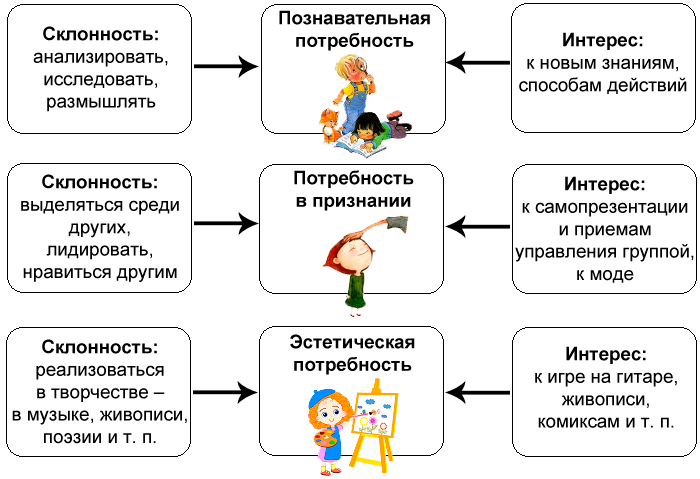 Склонность:
анализировать,
исследовать,
размышлять
Познавательная
потребность
Интерес:
к новым знаниям,
способам действий
Склонность:
выделяться среди
других,
лидировать,
нравиться другим
Потребность
в признании
Интерес:
к самопрезентации
и приемам
управления группой,
к моде
Склонность:
реализоваться
в творчестве –
в музыке, живописи,
поэзии и т. п.
Эстетическая
потребность
Интерес:
к игре на гитаре,
живописи,
комиксам и т. п.